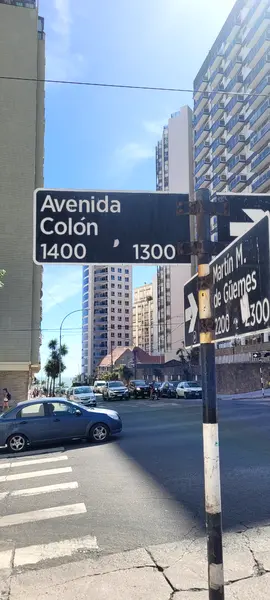 Avenida
Colón
1400 1300
Martín M.
de Güemes
2200 2300